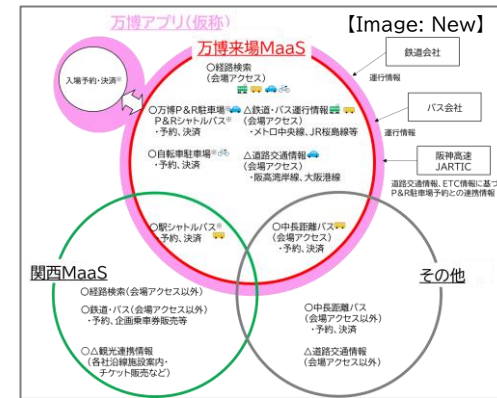 万博アプリ(仮称)
【Image: New】
万博来場MaaS
入場予約・決済※
〇経路検索
(会場アクセス)
〇万博P&R駐車場※
P&Rシャトルバス※
・予約、決済
△鉄道・バス運行情報
(会場アクセス)
・メトロ中央線、JR桜島線等
〇自転車駐車場※
・予約、決済
△道路交通情報
(会場アクセス)
・阪高湾岸線、大阪港線
〇駅シャトルバス※
・予約、決済
〇中長距離バス
(会場アクセス)
・予約、決済
鉄道会社
運行情報
バス会社
運行情報
阪神高速
JARTIC
道路交通情報、ETC情報に基づ
P&R駐車場予約との連携情報
関西MaaS
〇経路検索(会場アクセス以外)
〇鉄道・バス(会場アクセス以外)
・予約、企画乗車券販売等
〇△観光連携情報
(各社沿線施設案内・
チケット販売など)
その他
〇中長距離バス
(会場アクセス以外)
・予約、決済
△道路交通情報
(会場アクセス以外)